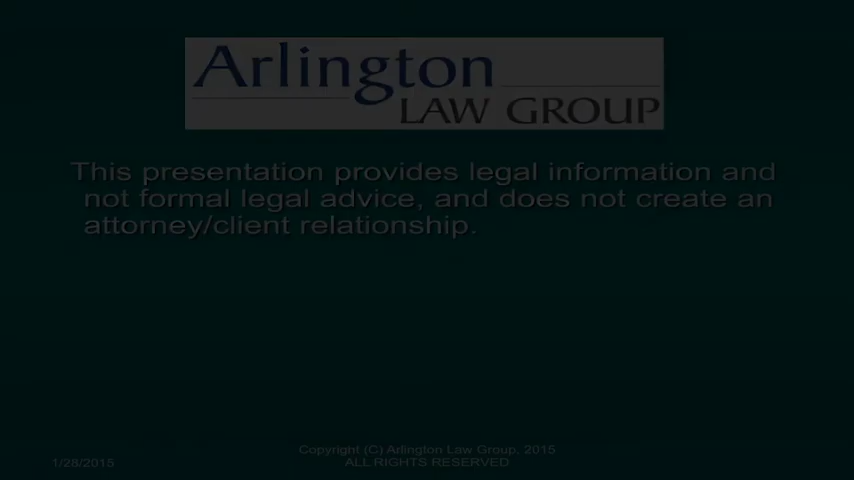 Arlington
LAW GROUP
This presentation provides legal information and
not formal legal advice, and does not create an
attorney/client relationship.
Copyright (C) Arlington Law Group, 2015
1/28/2015 ALL RIGHTS RESERVED